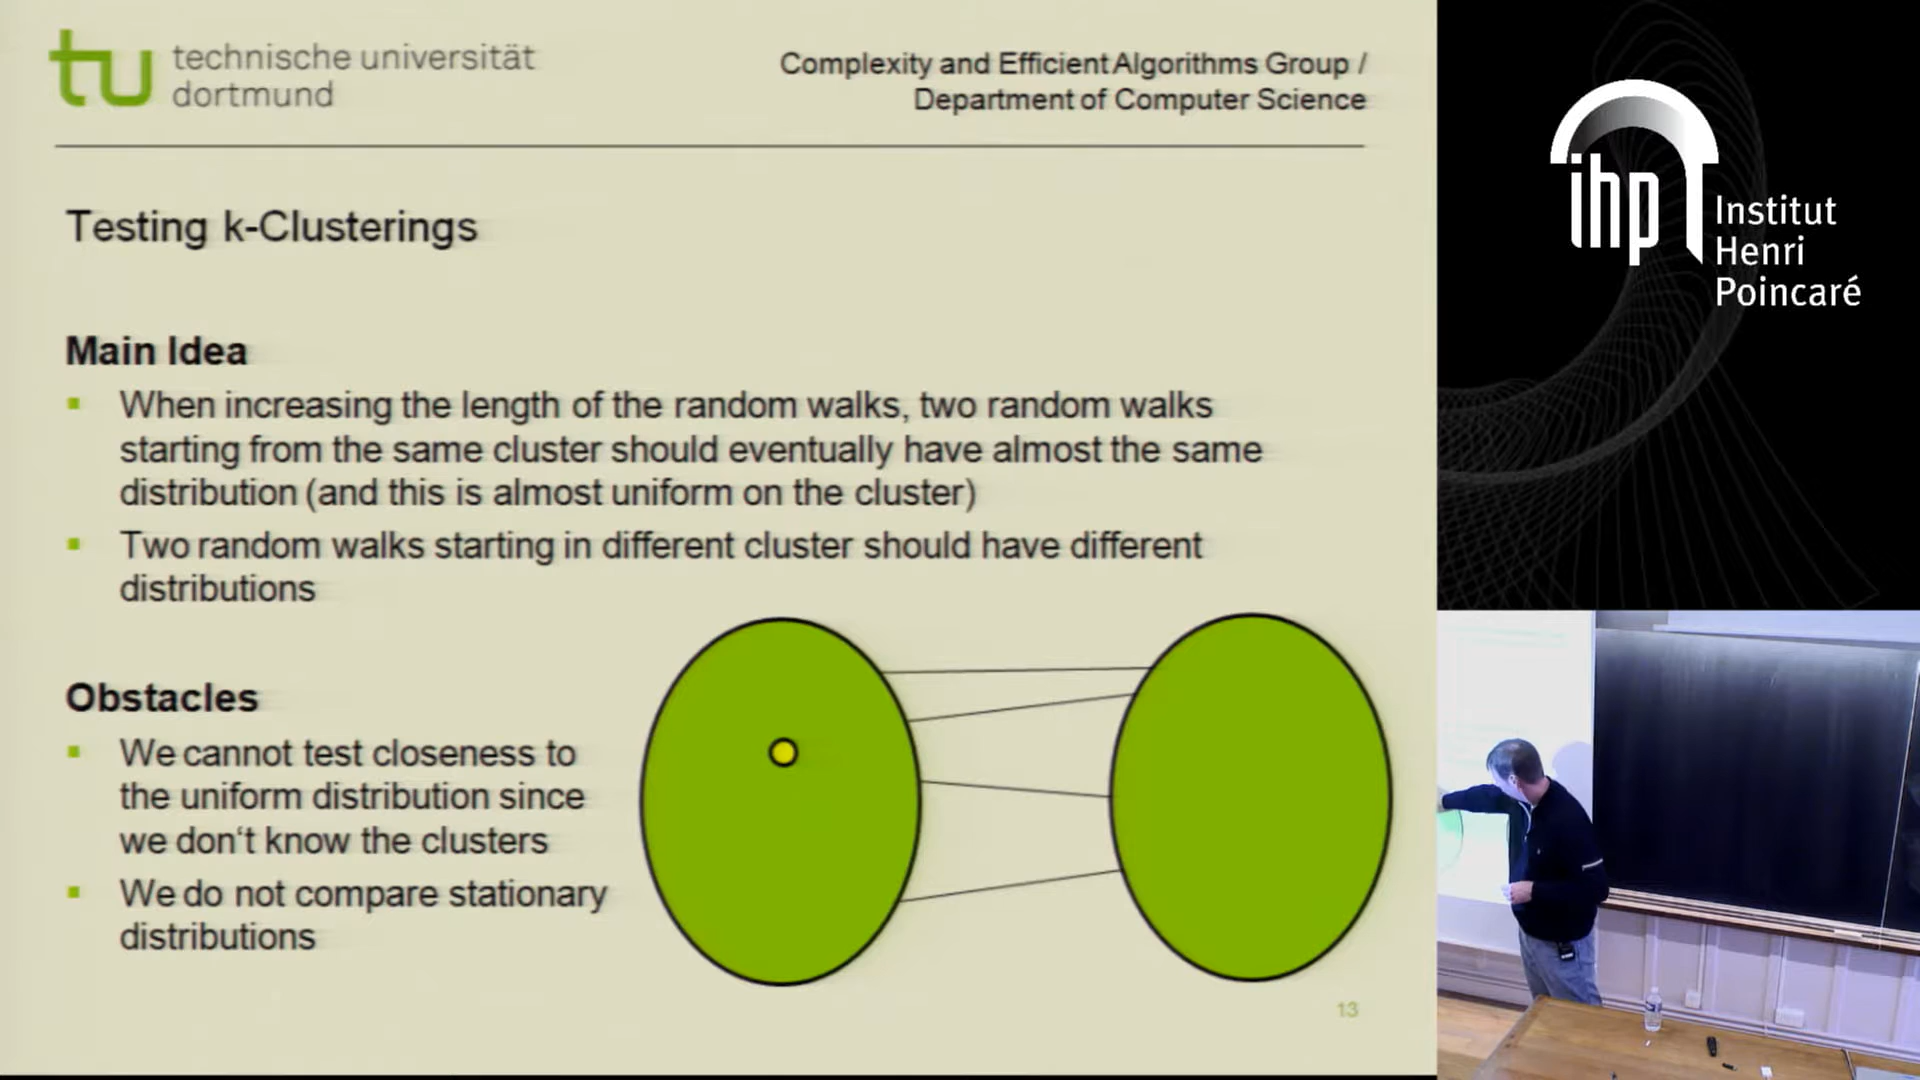 technische universität
dortmund
Complexity and Efficient Algorithms Group /
Department of Computer Science
Testing k-Clusterings
Main Idea
When increasing the length of the random walks, two random walks
starting from the same cluster should eventually have almost the same
distribution (and this is almost uniform on the cluster)
Two random walks starting in different cluster should have different
distributions
Obstacles
We cannot test closeness to
the uniform distribution since
we don‘t know the clusters
We do not compare stationary
distributions
13
ihp
Institut
Henri
Poincaré